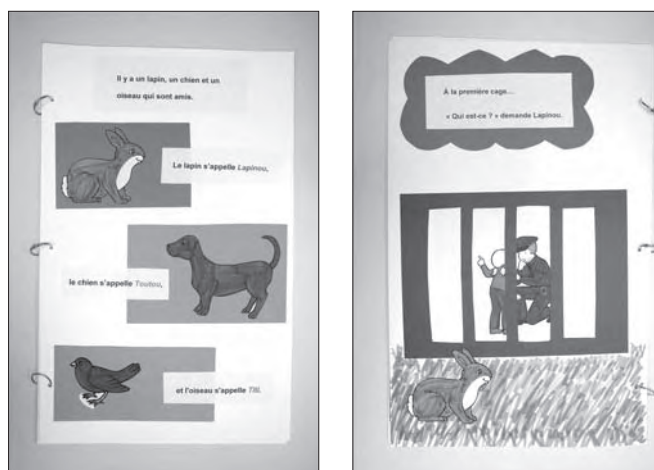 Il y a un lapin, un chien et un
oiseau qui sont amis.
Le lapin s'appelle Lapinou,
le chien s'appelle Toutou,
et l'oiseau s'appelle Titi.
À la première cage...
« Qui est-ce ? » demande Lapinou.